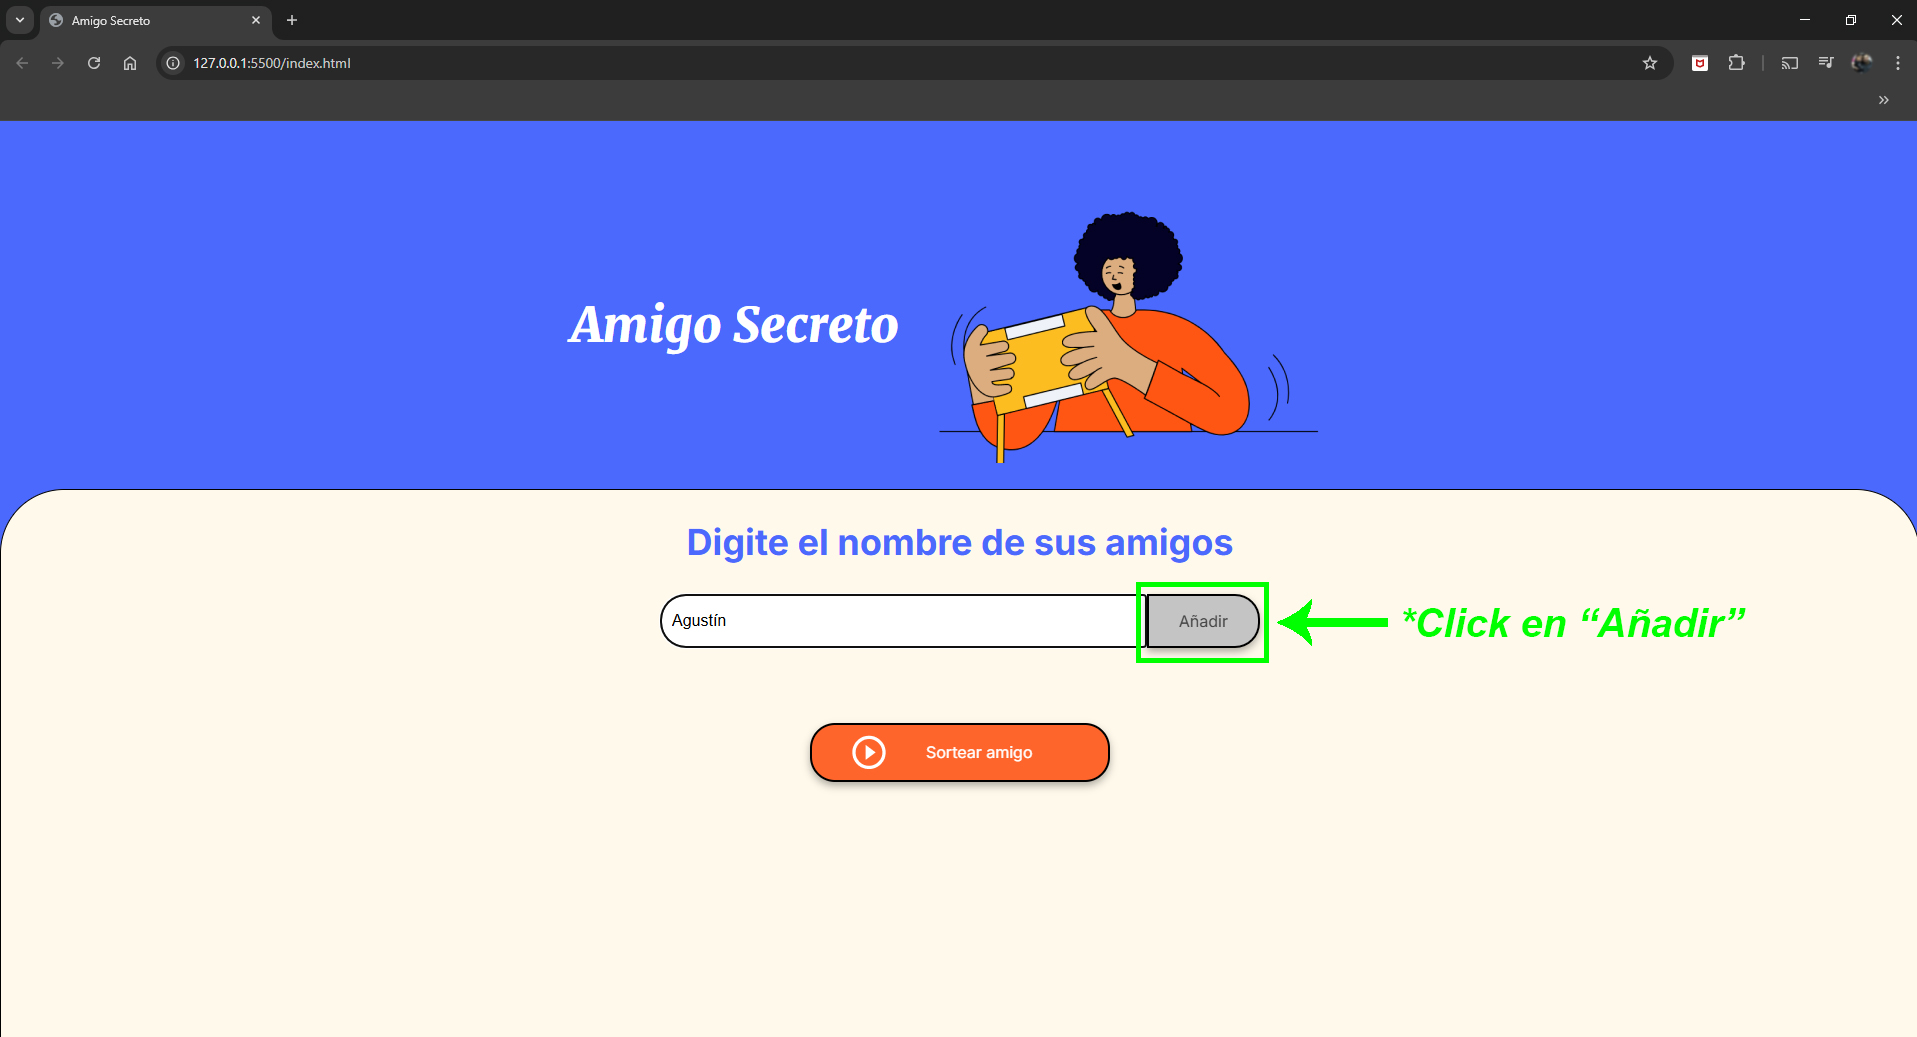 Amigo Secreto
127.0.0.1:5500/index.html
Amigo Secreto
Digite el nombre de sus amigos
Agustín
Añadir
*Click en “Añadir”
Sortear amigo